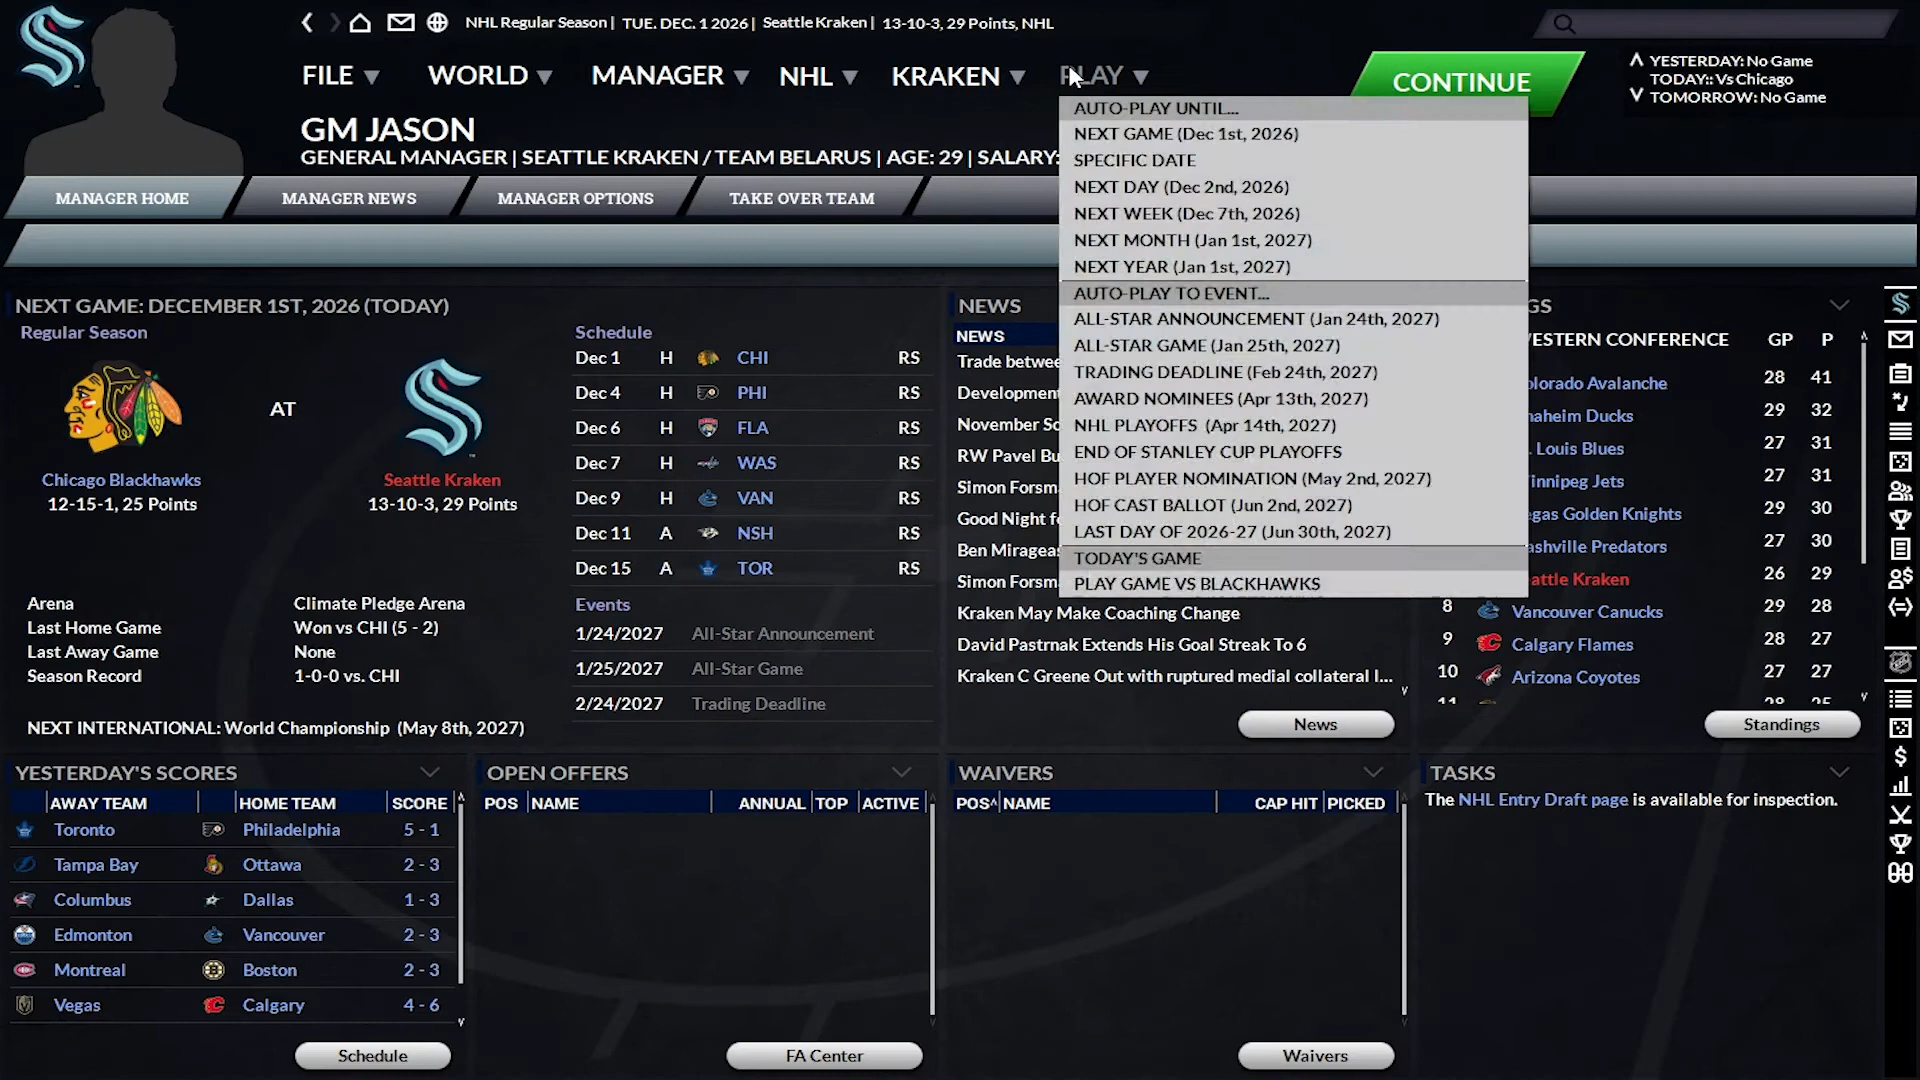 NHL Regular Season | TUE. DEC. 1 2026 | Seattle Kraken | 13-10-3, 29 Points, NHL
FILE WORLD MANAGER NHL KRAKEN PLAY
CONTINUE
YESTERDAY: No Game
TODAY:: Vs Chicago
TOMORROW: No Game
GM JASON
GENERAL MANAGER | SEATTLE KRAKEN / TEAM BELARUS | AGE: 29 | SALARY:
MANAGER HOME MANAGER NEWS MANAGER OPTIONS TAKE OVER TEAM
AUTO-PLAY UNTIL...
NEXT GAME (Dec 1st, 2026)
SPECIFIC DATE
NEXT DAY (Dec 2nd, 2026)
NEXT WEEK (Dec 7th, 2026)
NEXT MONTH (Jan 1st, 2027)
NEXT YEAR (Jan 1st, 2027)
AUTO-PLAY TO EVENT...
ALL-STAR ANNOUNCEMENT (Jan 24th, 2027)
ALL-STAR GAME (Jan 25th, 2027)
TRADING DEADLINE (Feb 24th, 2027)
AWARD NOMINEES (Apr 13th, 2027)
NHL PLAYOFFS (Apr 14th, 2027)
END OF STANLEY CUP PLAYOFFS
HOF PLAYER NOMINATION (May 2nd, 2027)
HOF CAST BALLOT (Jun 2nd, 2027)
LAST DAY OF 2026-27 (Jun 30th, 2027)
TODAY'S GAME
PLAY GAME VS BLACKHAWKS
NEXT GAME: DECEMBER 1ST, 2026 (TODAY)
Regular Season
AT
Chicago Blackhawks
12-15-1, 25 Points
Seattle Kraken
13-10-3, 29 Points
Arena Climate Pledge Arena
Last Home Game Won vs CHI (5 - 2)
Last Away Game None
Season Record 1-0-0 vs. CHI
NEXT INTERNATIONAL: World Championship (May 8th, 2027)
Schedule
Dec 1 H CHI RS
Dec 4 H PHI RS
Dec 6 H FLA RS
Dec 7 H WAS RS
Dec 9 H VAN RS
Dec 11 A NSH RS
Dec 15 A TOR RS
Events
1/24/2027 All-Star Announcement
1/25/2027 All-Star Game
2/24/2027 Trading Deadline
NEWS
NEWS
Trade betwee
Development
November Sc
RW Pavel Bu
Simon Forsm
Good Night f
Ben Mirageas
Simon Forsm
Kraken May Make Coaching Change
David Pastrnak Extends His Goal Streak To 6
Kraken C Greene Out with ruptured medial collateral l...
News
GS
ESTERN CONFERENCE GP P
olorado Avalanche 28 41
naheim Ducks 29 32
. Louis Blues 27 31
innipeg Jets 27 31
egas Golden Knights 29 30
ashville Predators 27 30
eattle Kraken 26 29
8 Vancouver Canucks 29 28
9 Calgary Flames 28 27
10 Arizona Coyotes 27 27
11 28 25
Standings
YESTERDAY'S SCORES
AWAY TEAM HOME TEAM SCORE
Toronto Philadelphia 5 - 1
Tampa Bay Ottawa 2 - 3
Columbus Dallas 1 - 3
Edmonton Vancouver 2 - 3
Montreal Boston 2 - 3
Vegas Calgary 4 - 6
Schedule
OPEN OFFERS
POS NAME ANNUAL TOP ACTIVE
FA Center
WAIVERS
POS NAME CAP HIT PICKED
Waivers
TASKS
The NHL Entry Draft page is available for inspection.